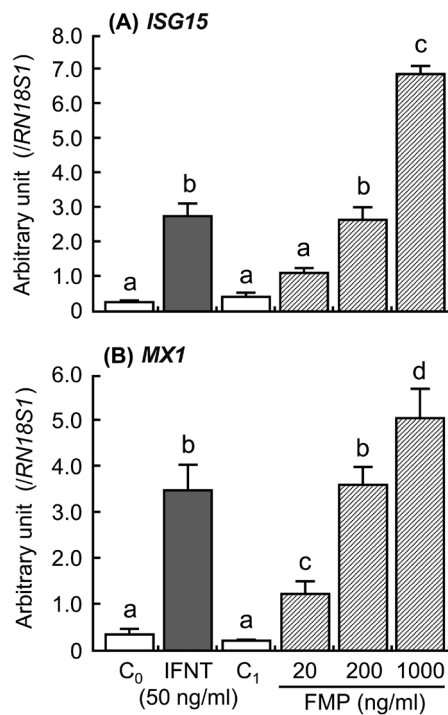 (A) ISG15
Arbitrary unit (/RN18S1)
8.0
7.0
6.0
5.0
4.0
3.0
2.0
1.0
0
a
b
a
a
b
c
(B) MX1
Arbitrary unit (/RN18S1)
6.0
5.0
4.0
3.0
2.0
1.0
0
a
b
a
c
b
d
C₀ IFNT C₁ 20 200 1000
(50 ng/ml) FMP (ng/ml)